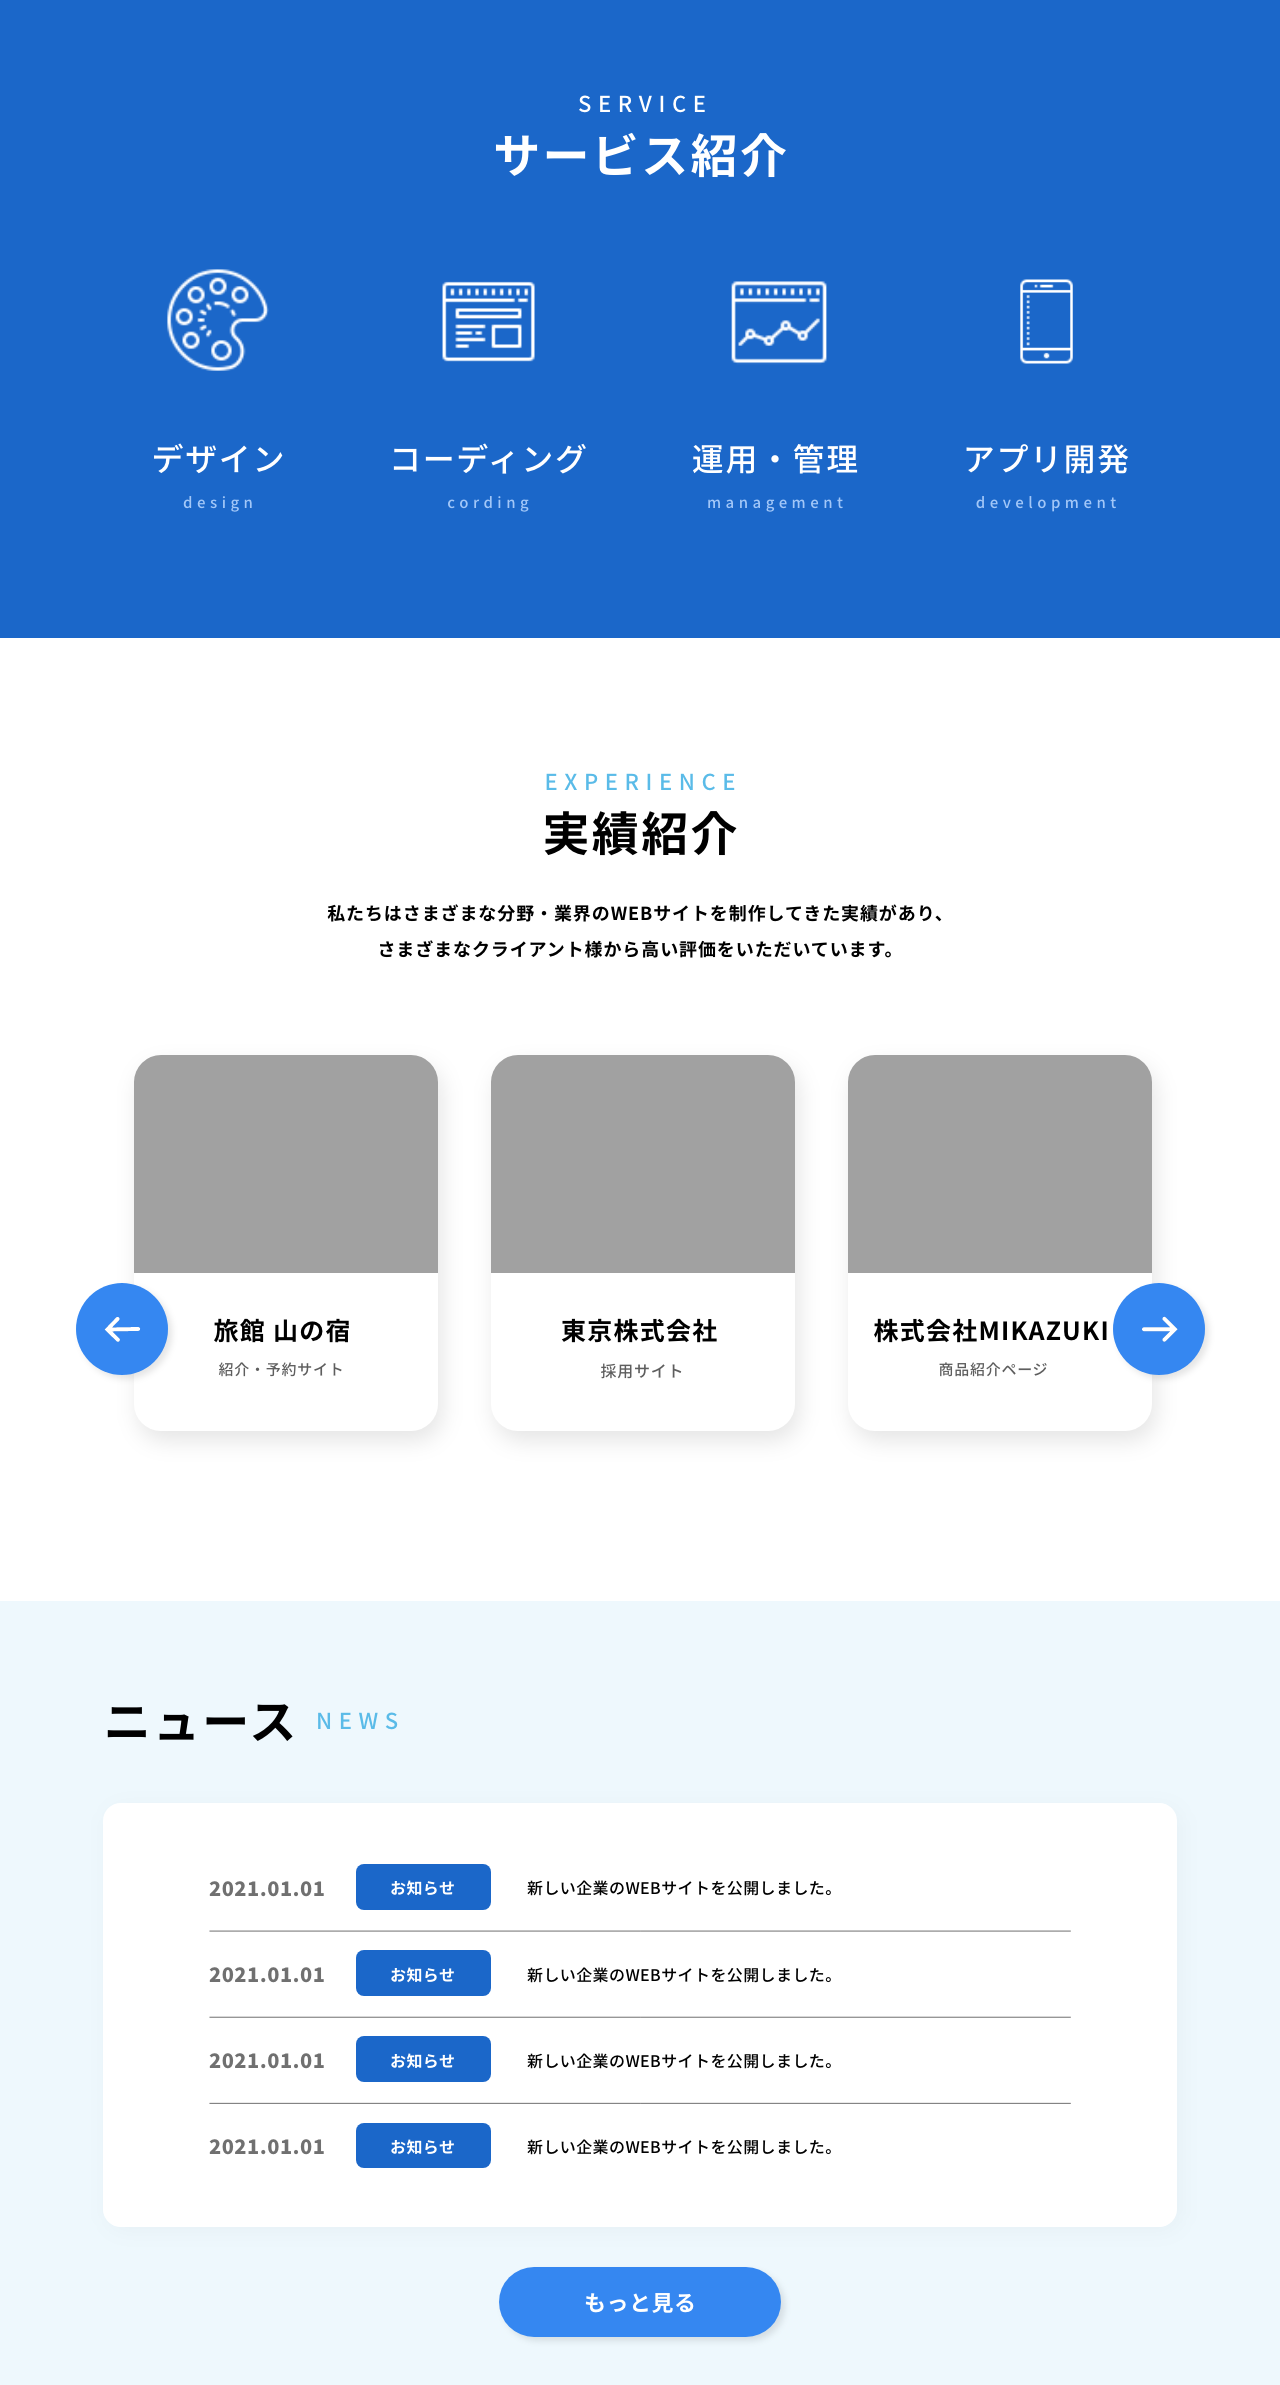 SERVICE
サービス紹介
デザイン
design
コーディング
cording
運用・管理
management
アプリ開発
development
EXPERIENCE
実績紹介
私たちはさまざまな分野・業界のWEBサイトを制作してきた実績があり、
さまざまなクライアント様から高い評価をいただいています。
旅館 山の宿
紹介・予約サイト
東京株式会社
採用サイト
株式会社MIKAZUKI
商品紹介ページ
ニュース NEWS
2021.01.01 お知らせ 新しい企業のWEBサイトを公開しました。
2021.01.01 お知らせ 新しい企業のWEBサイトを公開しました。
2021.01.01 お知らせ 新しい企業のWEBサイトを公開しました。
2021.01.01 お知らせ 新しい企業のWEBサイトを公開しました。
もっと見る